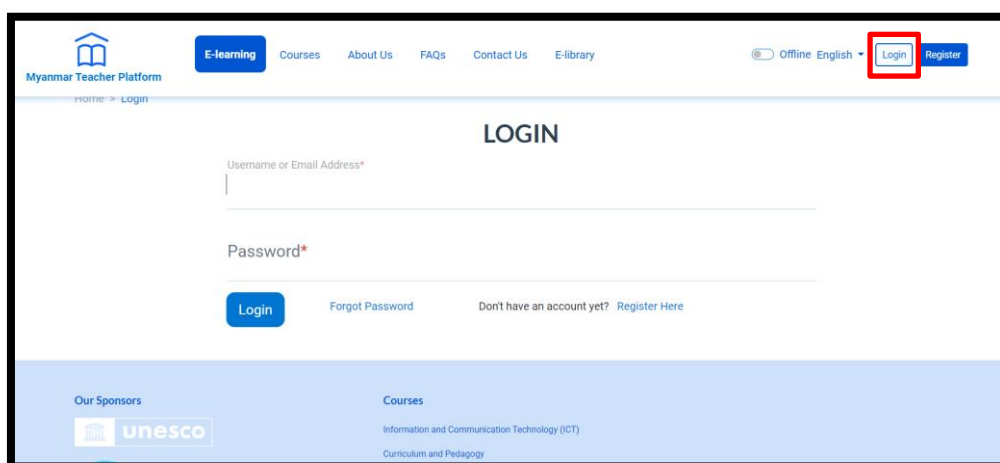 Myanmar Teacher Platform
E-learning Courses About Us FAQs Contact Us E-library Offline English Login Register
Home > Login
LOGIN
Username or Email Address*
Password*
Login Forgot Password Don't have an account yet? Register Here
Our Sponsors Courses
unesco Information and Communication Technology (ICT)
Curriculum and Pedagogy